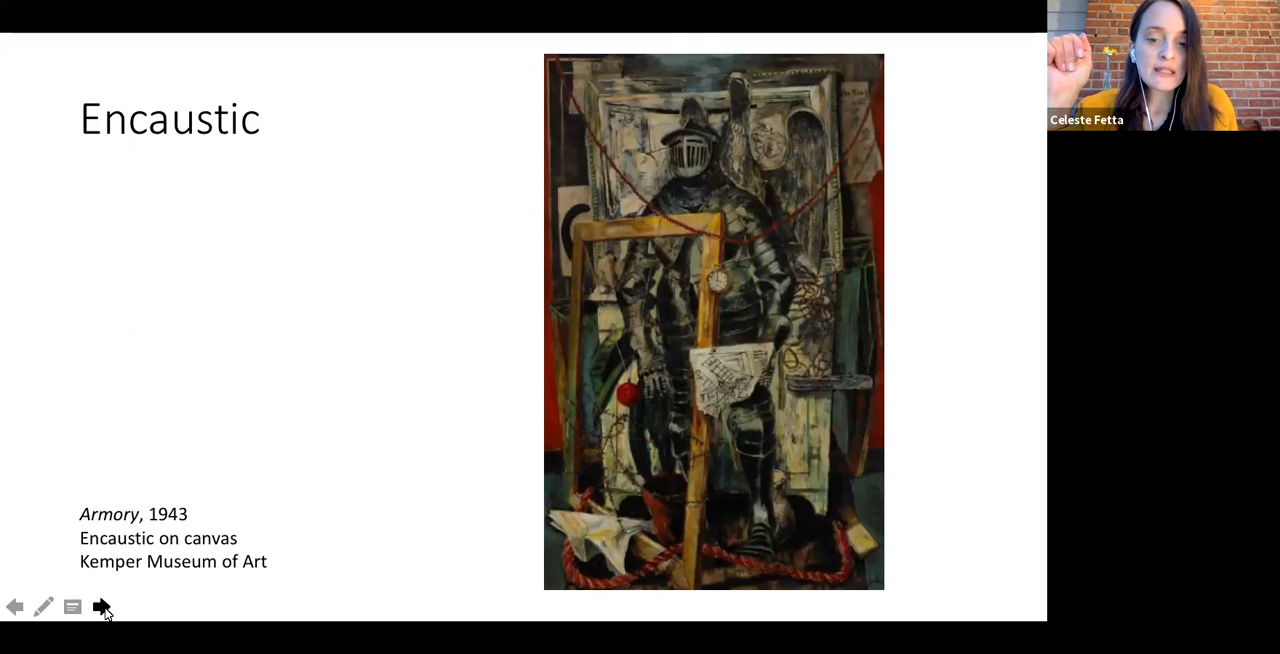 Encaustic
Armory, 1943
Encaustic on canvas
Kemper Museum of Art
Celeste Fetta